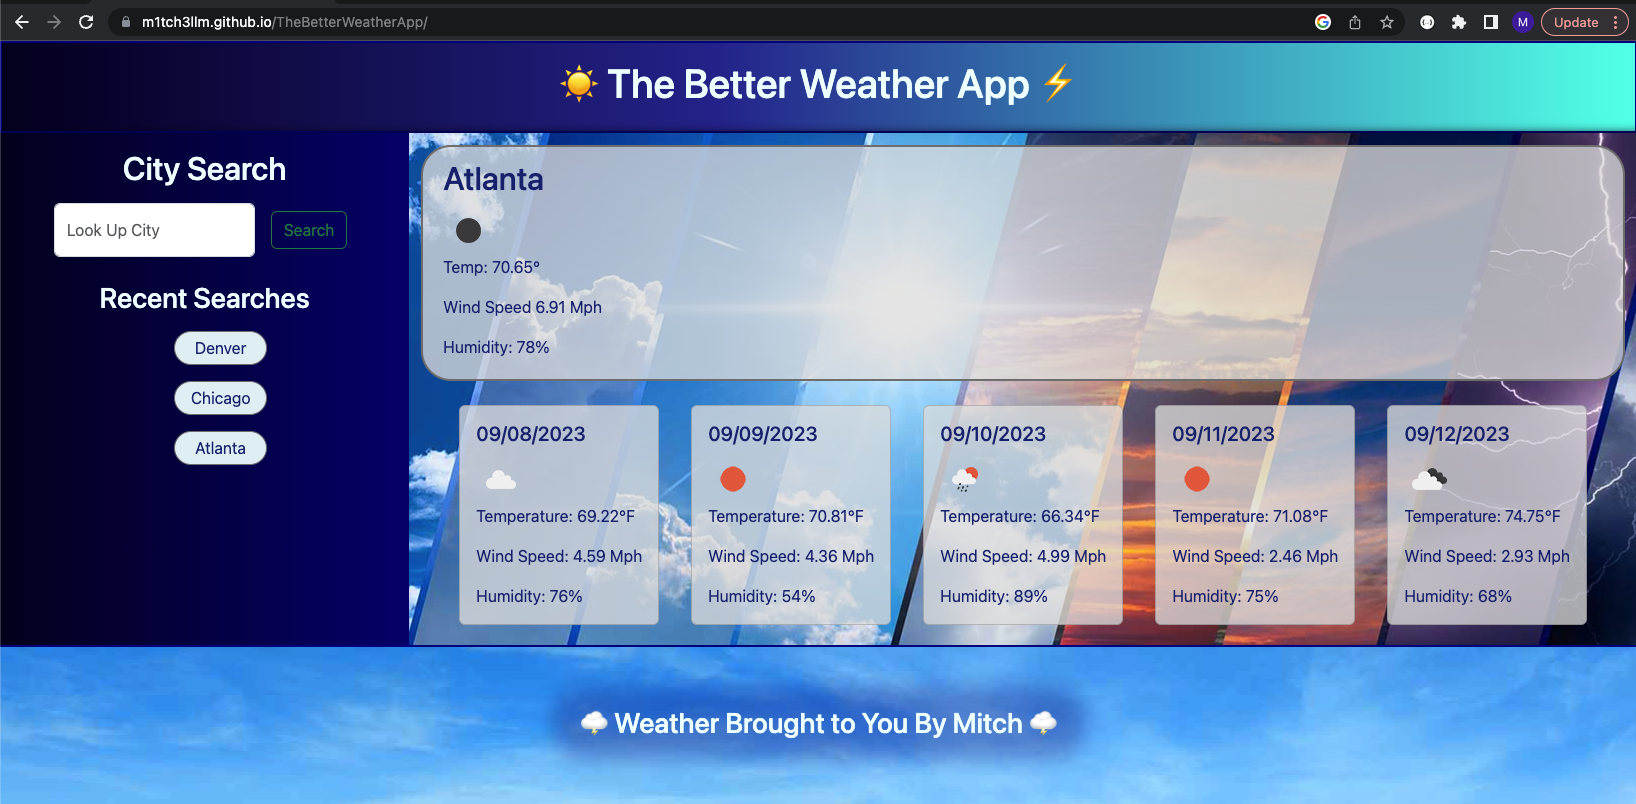 m1tch3llm.github.io/TheBetterWeatherApp/
M
Update
☀️ The Better Weather App ⚡
City Search
Look Up City
Search
Recent Searches
Denver
Chicago
Atlanta
Atlanta
Temp: 70.65º
Wind Speed 6.91 Mph
Humidity: 78%
09/08/2023
Temperature: 69.22°F
Wind Speed: 4.59 Mph
Humidity: 76%
09/09/2023
Temperature: 70.81°F
Wind Speed: 4.36 Mph
Humidity: 54%
09/10/2023
Temperature: 66.34°F
Wind Speed: 4.99 Mph
Humidity: 89%
09/11/2023
Temperature: 71.08°F
Wind Speed: 2.46 Mph
Humidity: 75%
09/12/2023
Temperature: 74.75°F
Wind Speed: 2.93 Mph
Humidity: 68%
🌩️ Weather Brought to You By Mitch 🌩️